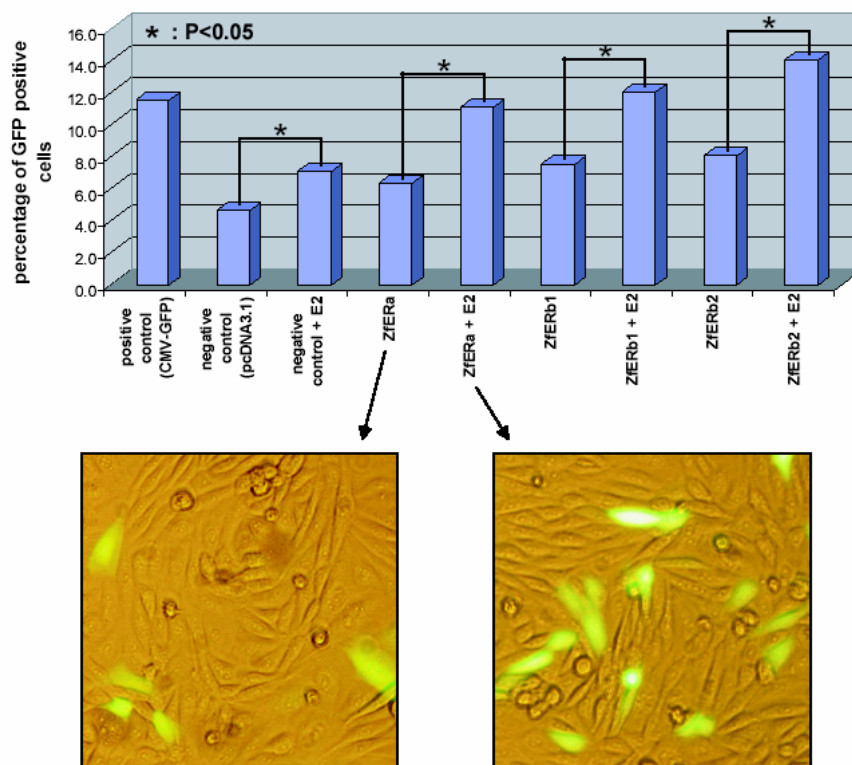 * : P<0.05
percentage of GFP positive
cells
16.0
14.0
12.0
10.0
8.0
6.0
4.0
2.0
0.0
*
*
*
*
positive
control
(CMV-GFP)
negative
control
(pcDNA3.1)
negative
control + E2
ZfERa
ZfERa + E2
ZfERb1
ZfERb1 + E2
ZfERb2
ZfERb2 + E2